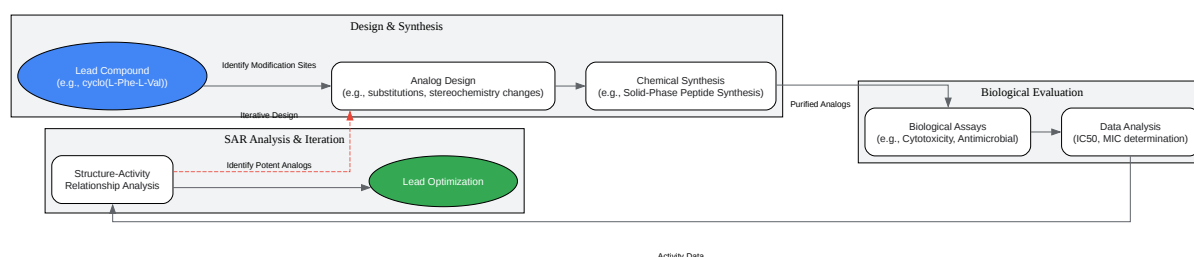 Design & Synthesis
Lead Compound
(e.g., cyclo(L-Phe-L-Val))
Identify Modification Sites
Analog Design
(e.g., substitutions, stereochemistry changes)
Chemical Synthesis
(e.g., Solid-Phase Peptide Synthesis)
Purified Analogs
Biological Evaluation
Biological Assays
(e.g., Cytotoxicity, Antimicrobial)
Data Analysis
(IC50, MIC determination)
Iterative Design
SAR Analysis & Iteration
Structure-Activity
Relationship Analysis
Identify Potent Analogs
Lead Optimization
Activity Data